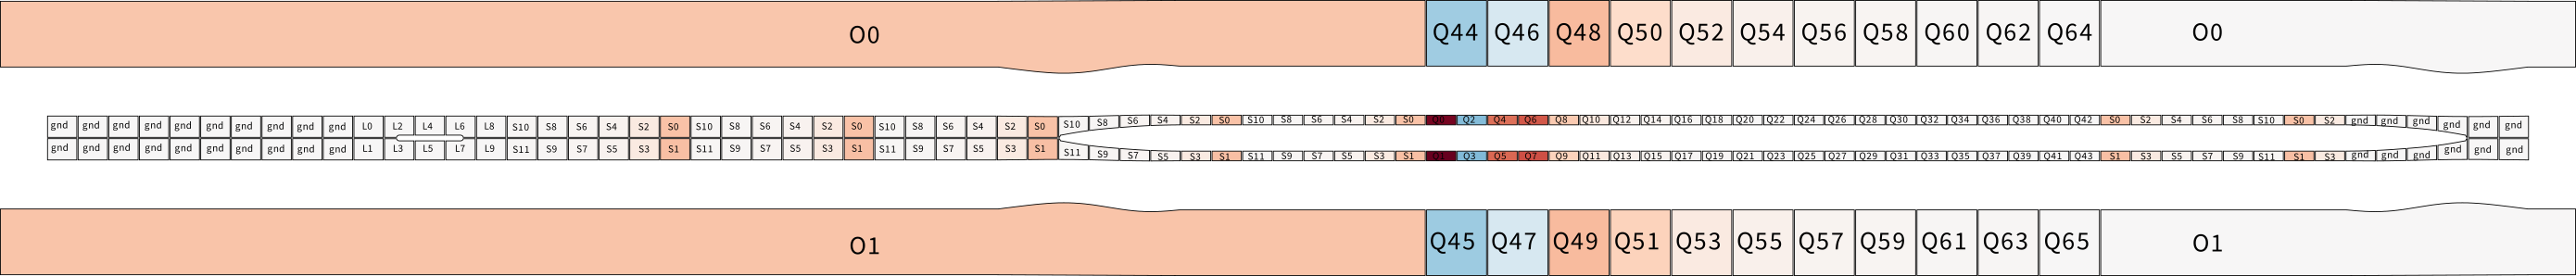 O0 Q44 Q46 Q48 Q50 Q52 Q54 Q56 Q58 Q60 Q62 Q64 O0
gnd gnd gnd gnd gnd gnd gnd gnd gnd gnd L0 L2 L4 L6 L8 S10 S8 S6 S4 S2 S0 S10 S8 S6 S4 S2 S0 S10 S8 S6 S4 S2 S0 S10 S8 S6 S4 S2 S0 S10 S8 S6 S4 S2 S0 Q0 Q2 Q4 Q6 Q8 Q10 Q12 Q14 Q16 Q18 Q20 Q22 Q24 Q26 Q28 Q30 Q32 Q34 Q36 Q38 Q40 Q42 S0 S2 S4 S6 S8 S10 S0 S2 gnd gnd gnd gnd gnd gnd
gnd gnd gnd gnd gnd gnd gnd gnd gnd gnd L1 L3 L5 L7 L9 S11 S9 S7 S5 S3 S1 S11 S9 S7 S5 S3 S1 S11 S9 S7 S5 S3 S1 S11 S9 S7 S5 S3 S1 S11 S9 S7 S5 S3 S1 Q1 Q3 Q5 Q7 Q9 Q11 Q13 Q15 Q17 Q19 Q21 Q23 Q25 Q27 Q29 Q31 Q33 Q35 Q37 Q39 Q41 Q43 S1 S3 S5 S7 S9 S11 S1 S3 gnd gnd gnd gnd gnd gnd
O1 Q45 Q47 Q49 Q51 Q53 Q55 Q57 Q59 Q61 Q63 Q65 O1